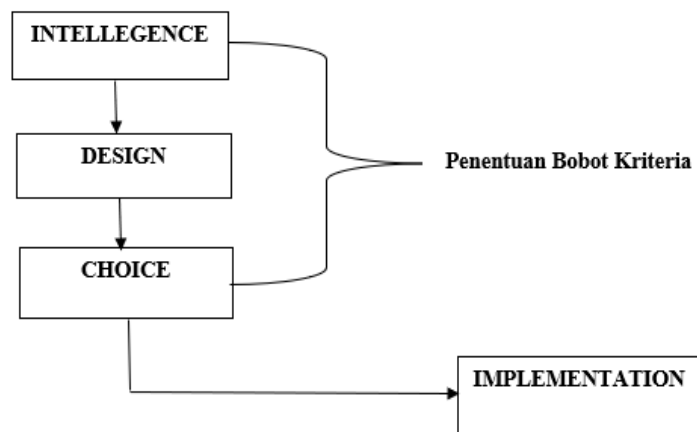 INTELLEGENCE
DESIGN
Penentuan Bobot Kriteria
CHOICE
IMPLEMENTATION